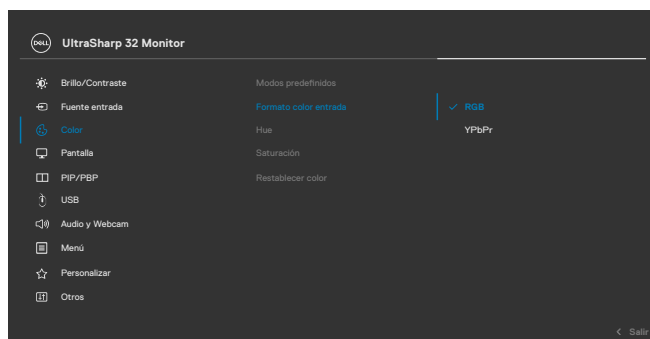 DELL UltraSharp 32 Monitor
Brillo/Contraste Modos predefinidos
Fuente entrada Formato color entrada RGB
Color Hue YPbPr
Pantalla Saturación
PIP/PBP Restablecer color
USB
Audio y Webcam
Menú
Personalizar
Otros
Salir